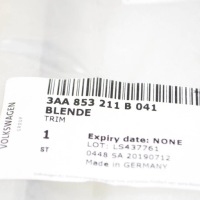 3AA 853 211 B 041
BLENDE
TRIM
1
ST
Expiry date: NONE
LOT: LS437761
0448 SA 20190712
Made in GERMANY
VOLKSWAGEN
GROUP